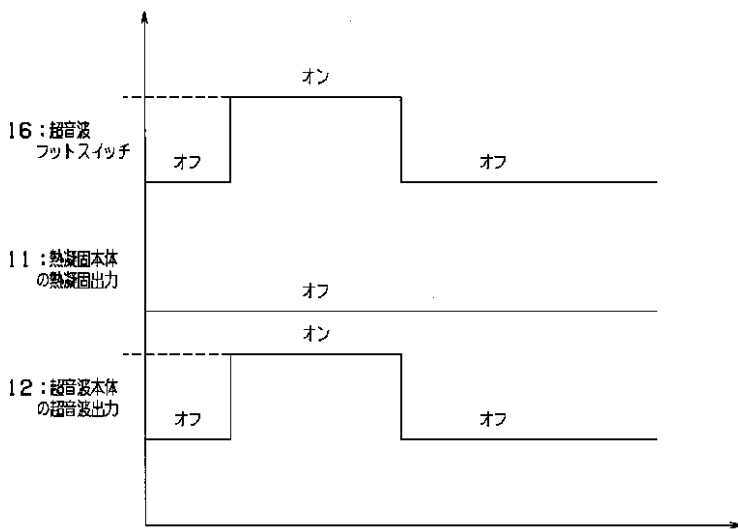 オン
16：超音波
フットスイッチ
オフ
オフ
11：熱凝固本体
の熱凝固出力
オフ
オン
12：超音波本体
の超音波出力
オフ
オフ